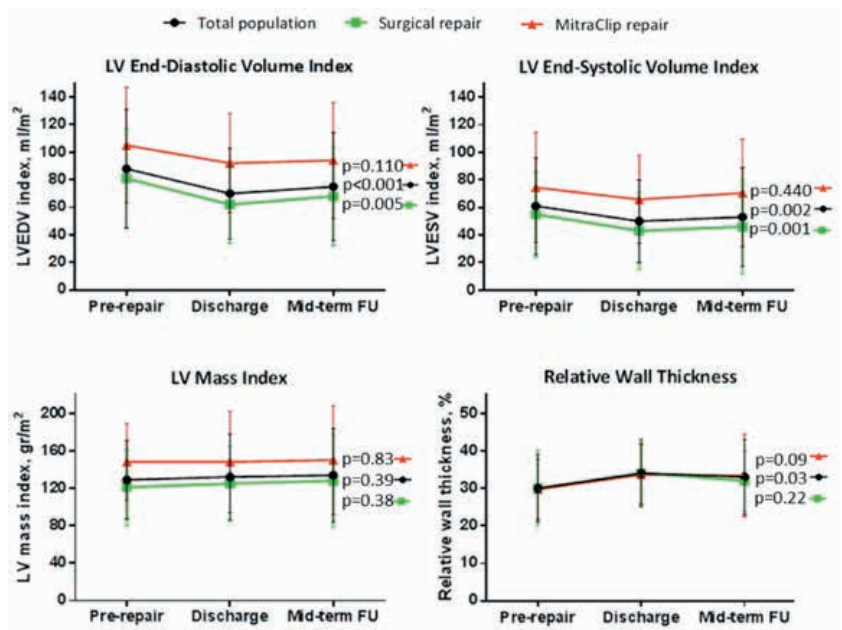 Total population Surgical repair MitraClip repair
LV End-Diastolic Volume Index
LVEDV index, ml/m²
140
120
100
80
60
40
20
0
p=0.110
p<0.001
p=0.005
Pre-repair Discharge Mid-term FU
LV End-Systolic Volume Index
LVESV index, ml/m²
140
120
100
80
60
40
20
0
p=0.440
p=0.002
p=0.001
Pre-repair Discharge Mid-term FU
LV Mass Index
LV mass index, gr/m²
200
160
120
80
40
0
p=0.83
p=0.39
p=0.38
Pre-repair Discharge Mid-term FU
Relative Wall Thickness
Relative wall thickness, %
50
40
30
20
10
0
p=0.09
p=0.03
p=0.22
Pre-repair Discharge Mid-term FU